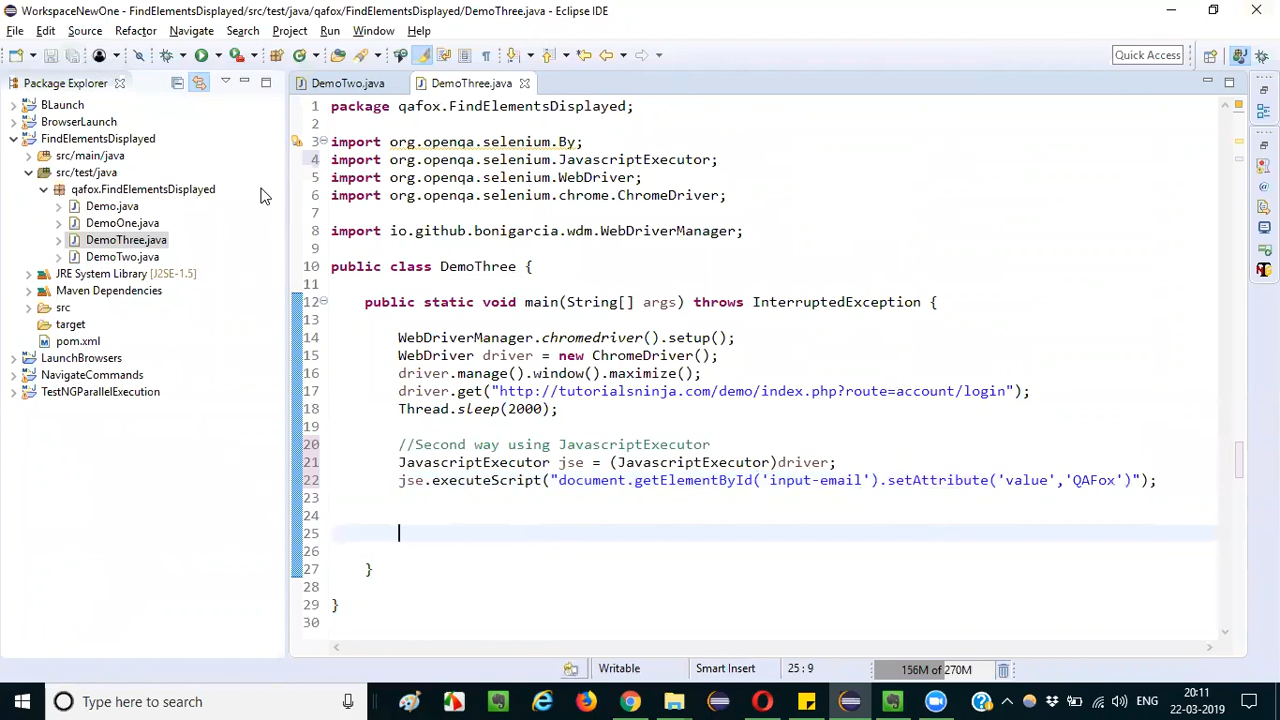 WorkspaceNewOne - FindElementsDisplayed/src/test/java/qafox/FindElementsDisplayed/DemoThree.java - Eclipse IDE
File Edit Source Refactor Navigate Search Project Run Window Help
Quick Access
Package Explorer
DemoTwo.java
DemoThree.java
BLaunch
BrowserLaunch
FindElementsDisplayed
src/main/java
src/test/java
qafox.FindElementsDisplayed
Demo.java
DemoOne.java
DemoThree.java
DemoTwo.java
JRE System Library [J2SE-1.5]
Maven Dependencies
src
target
pom.xml
LaunchBrowsers
NavigateCommands
TestNGParallelExecution
1 package qafox.FindElementsDisplayed;
2
3 import org.openqa.selenium.By;
4 import org.openqa.selenium.JavascriptExecutor;
5 import org.openqa.selenium.WebDriver;
6 import org.openqa.selenium.chrome.ChromeDriver;
7
8 import io.github.bonigarcia.wdm.WebDriverManager;
9
10 public class DemoThree {
11
12 public static void main(String[] args) throws InterruptedException {
13
14 WebDriverManager.chromedriver().setup();
15 WebDriver driver = new ChromeDriver();
16 driver.manage().window().maximize();
17 driver.get("http://tutorialsninja.com/demo/index.php?route=account/login");
18 Thread.sleep(2000);
19
20 //Second way using JavascriptExecutor
21 JavascriptExecutor jse = (JavascriptExecutor)driver;
22 jse.executeScript("document.getElementById('input-email').setAttribute('value','QAFox')");
23
24
25
26
27 }
28
29 }
30
Writable
Smart Insert
25 : 9
156M of 270M
Type here to search
ENG
20:11
22-03-2019